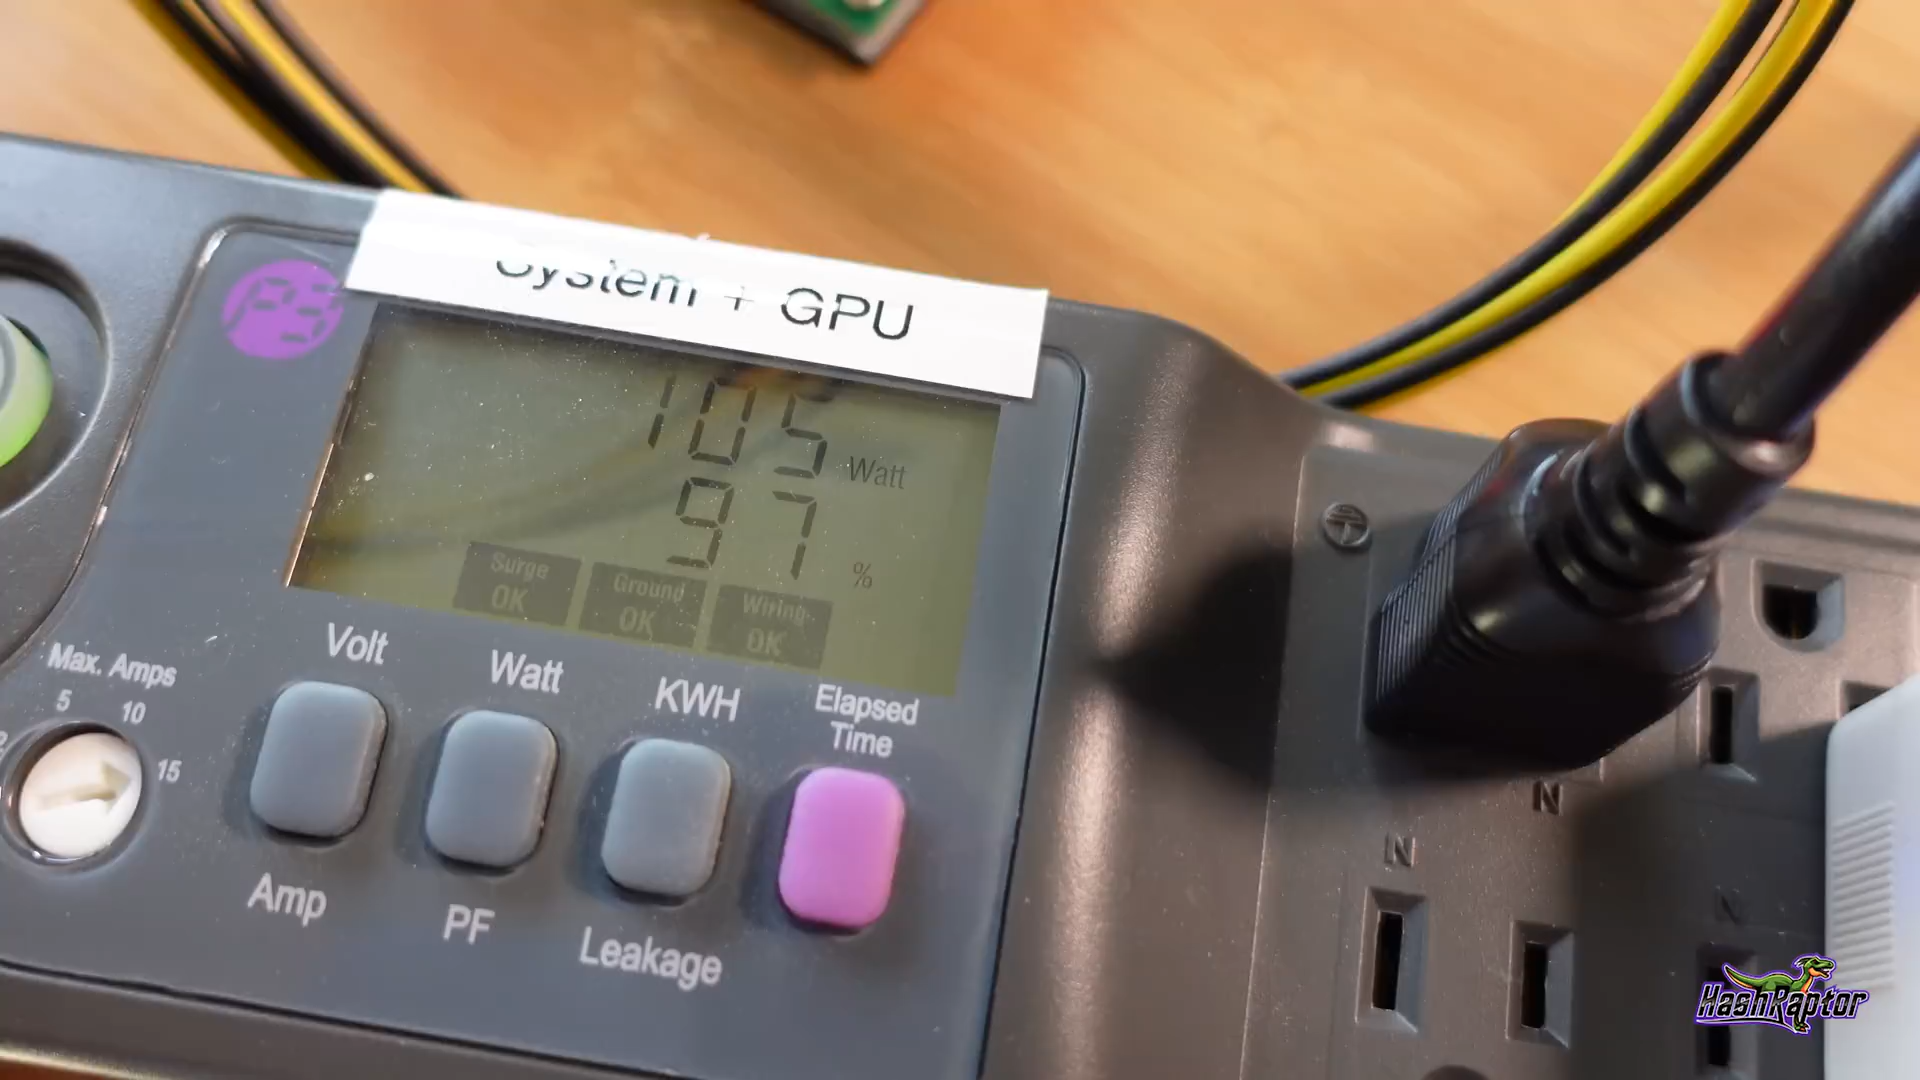 System + GPU
P3
105 Watt
97 %
Surge OK
Ground OK
Wiring OK
Max. Amps
5 10
15
Volt
Watt
KWH
Elapsed Time
Amp
PF
Leakage
N
N
N
HashRaptor